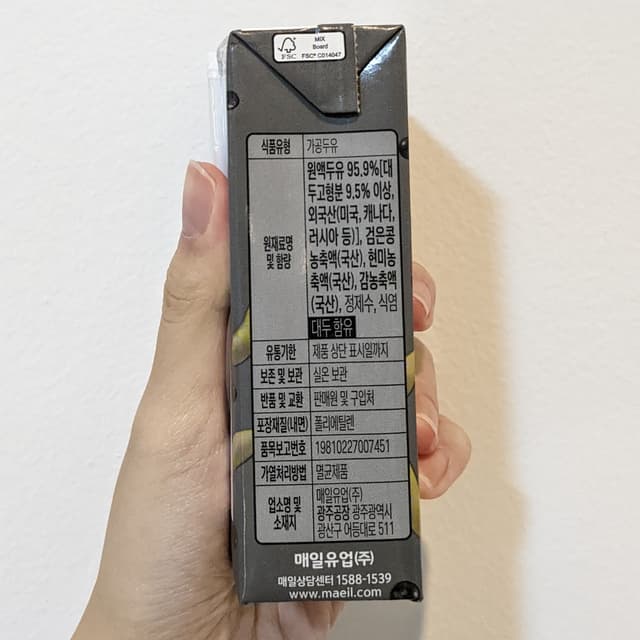 MIX
Board
FSC
FSC® C014047
식품유형 가공두유
원재료명 및 함량
원액두유 95.9%[대
두고형분 9.5% 이상,
외국산(미국, 캐나다,
러시아 등)], 검은콩
농축액(국산), 현미농
축액(국산), 감농축액
(국산), 정제수, 식염
대두 함유
유통기한 제품 상단 표시일까지
보존 및 보관 실온 보관
반품 및 교환 판매원 및 구입처
포장재질(내면) 폴리에틸렌
품목보고번호 19810227007451
가열처리방법 멸균제품
업소명 및
소재지
매일유업(주)
광주공장 광주광역시
광산구 어등대로 511
매일유업(주)
매일상담센터 1588-1539
www.maeil.com